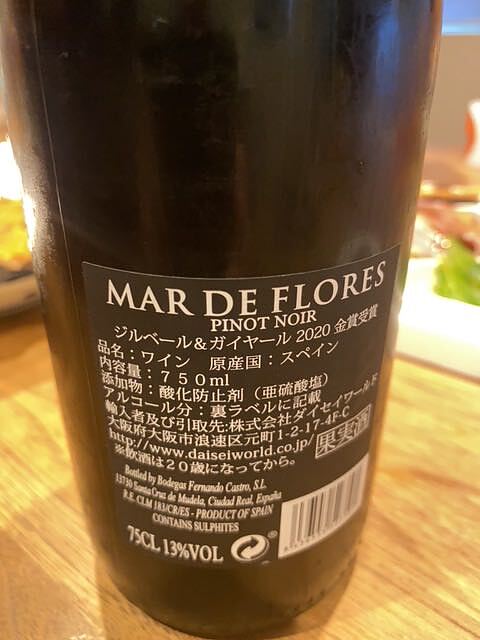 MAR DE FLORES
PINOT NOIR
ジルベール&ガイヤール 2020 金賞受賞
品名:ワイン 原産国:スペイン
内容量:750ml
添加物:酸化防止剤(亜硫酸塩)
アルコール分:裏ラベルに記載
輸入者及び引取先:株式会社ダイセイワールド
大阪府大阪市浪速区元町1-2-17-4F-C
http://www.daiseiworld.co.jp/ 果実酒
※飲酒は20歳になってから。
Bottled by Bodegas Fernando Castro, S.L.
13730 Santa Cruz de Mudela, Ciudad Real, España
R.E. CLM 183/CR/ES - PRODUCT OF SPAIN
CONTAINS SULPHITES
75CL 13%VOL